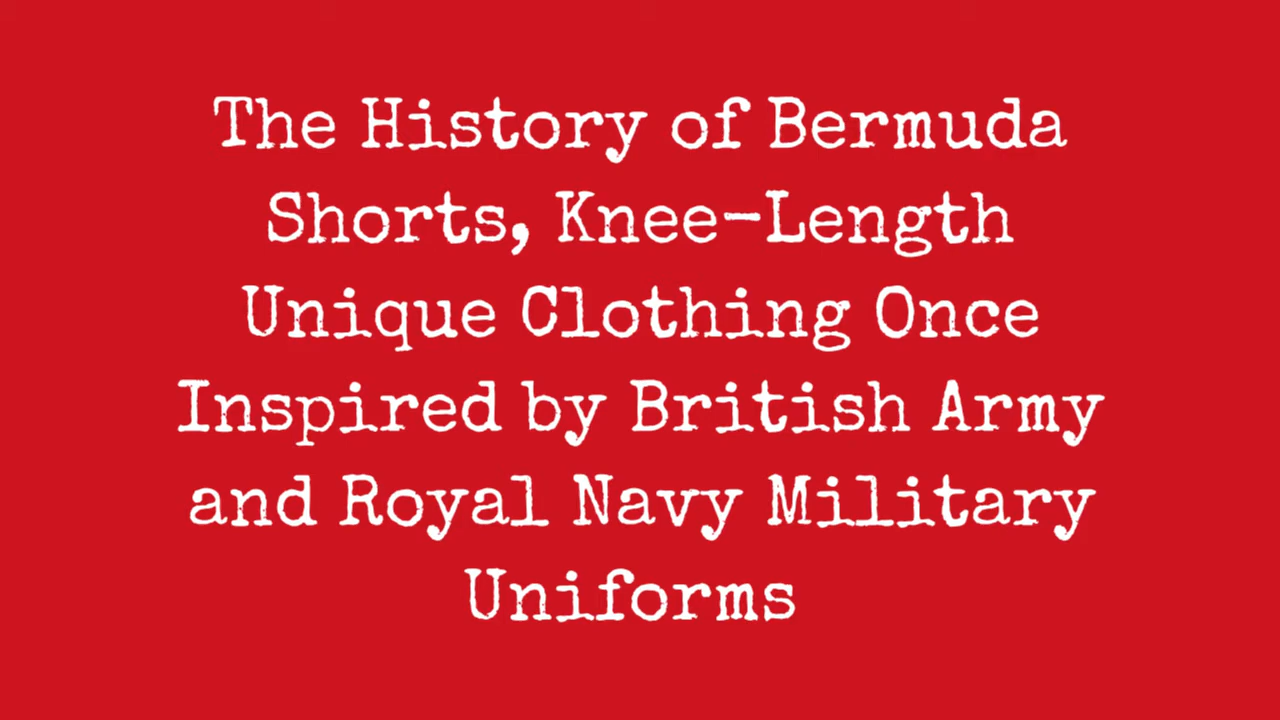 The History of Bermuda
Shorts, Knee-Length
Unique Clothing Once
Inspired by British Army
and Royal Navy Military
Uniforms